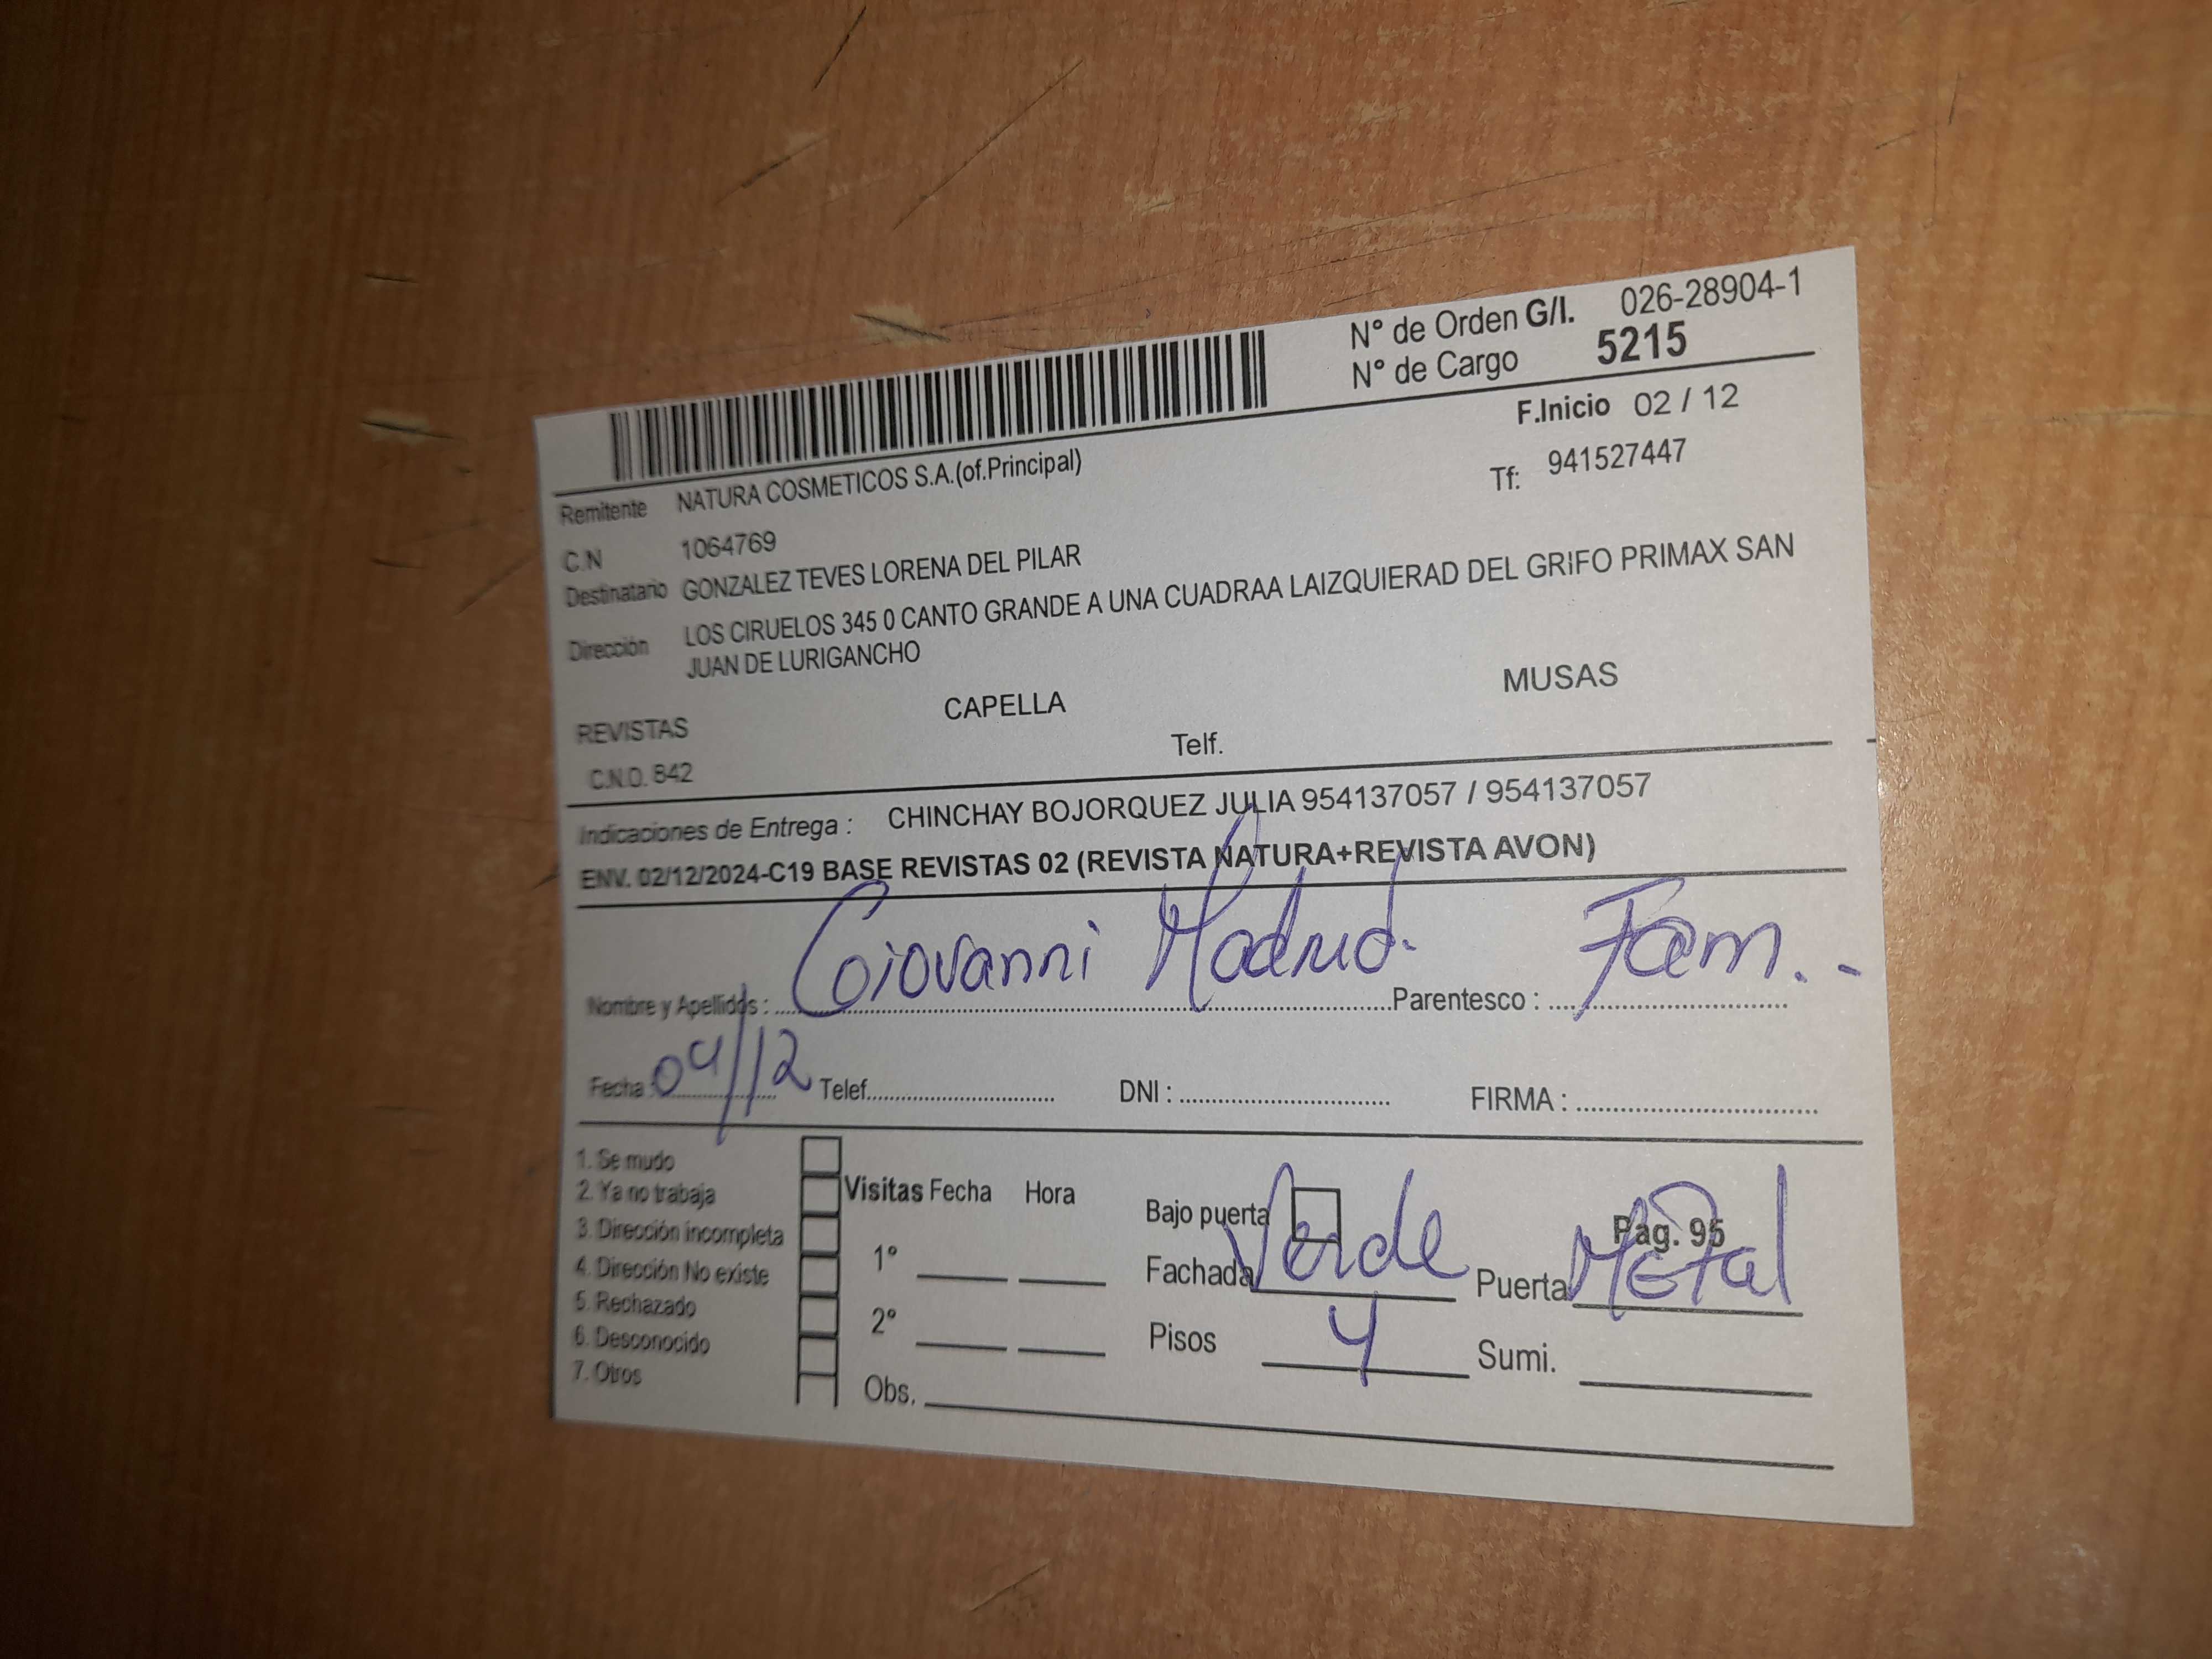 N° de Orden G/I. 026-28904-1
N° de Cargo 5215
F.Inicio 02 / 12
Remitente NATURA COSMETICOS S.A.(of.Principal)
Tf: 941527447
C.N 1064769
Destinatario GONZALEZ TEVES LORENA DEL PILAR
Dirección LOS CIRUELOS 345 0 CANTO GRANDE A UNA CUADRAA LAIZQUIERAD DEL GRIFO PRIMAX SAN
JUAN DE LURIGANCHO
REVISTAS CAPELLA MUSAS
C.N.O. 842 Telf.
Indicaciones de Entrega : CHINCHAY BOJORQUEZ JULIA 954137057 / 954137057
ENV. 02/12/2024-C19 BASE REVISTAS 02 (REVISTA NATURA+REVISTA AVON)
Nombre y Apellidos : Giovanni Madrid. Parentesco : Fam..-
Fecha : 04/12 Telef. DNI : FIRMA :
1. Se mudo
2. Ya no trabaja
3. Dirección incompleta
4. Dirección No existe
5. Rechazado
6. Desconocido
7. Otros
Visitas Fecha Hora
1°
2°
Obs.
Bajo puerta Pag. 95
Fachada Verde Puerta Metal
Pisos 4 Sumi.